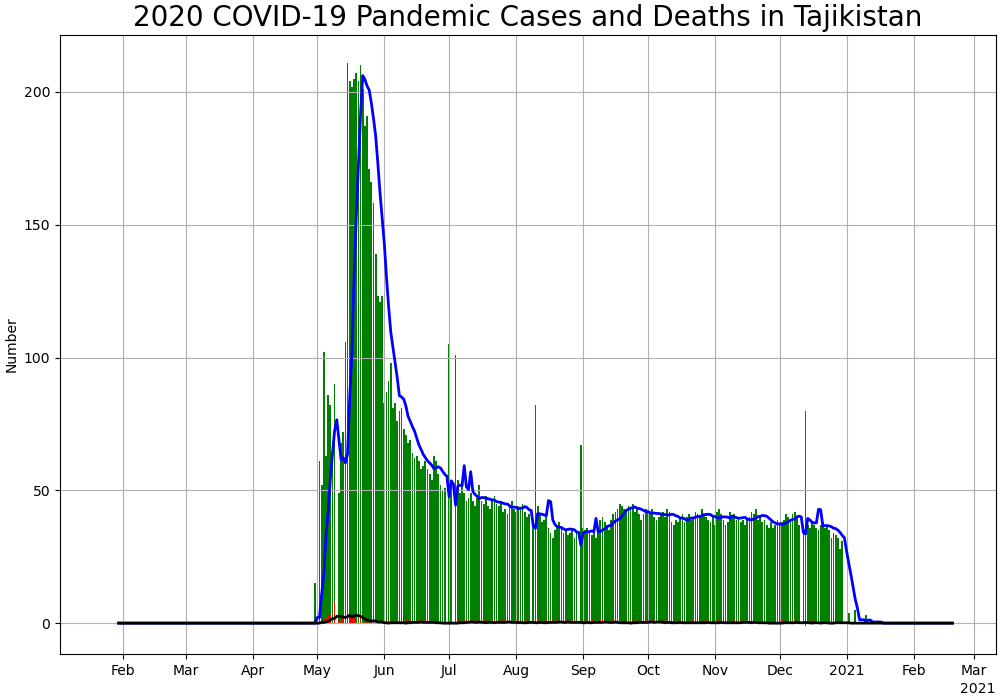 2020 COVID-19 Pandemic Cases and Deaths in Tajikistan
Number
200
150
100
50
0
Feb Mar Apr May Jun Jul Aug Sep Oct Nov Dec 2021 Feb Mar
2021